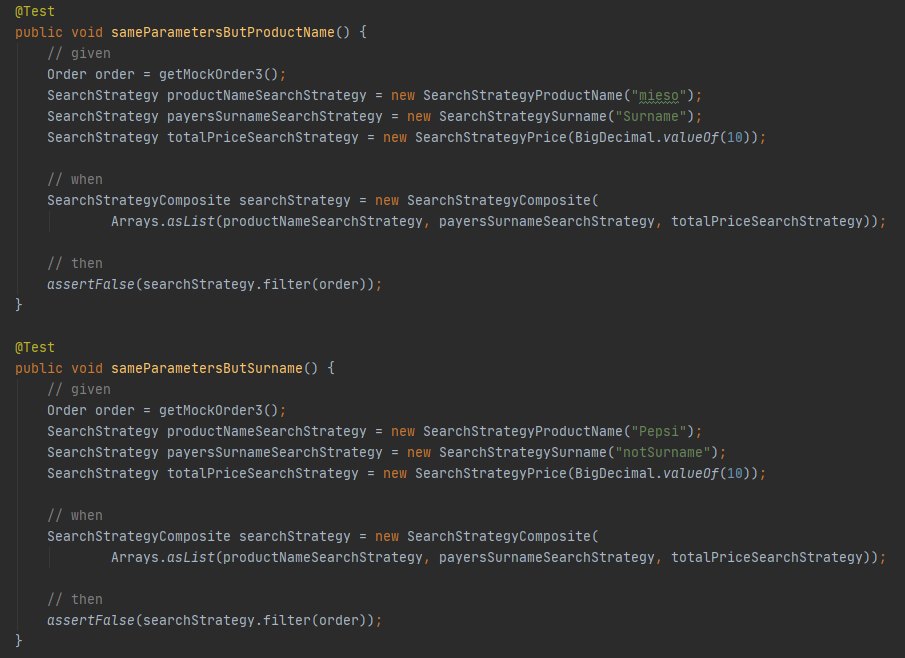 @Test
public void sameParametersButProductName() {
    // given
    Order order = getMockOrder3();
    SearchStrategy productNameSearchStrategy = new SearchStrategyProductName("mieso");
    SearchStrategy payersSurnameSearchStrategy = new SearchStrategySurname("Surname");
    SearchStrategy totalPriceSearchStrategy = new SearchStrategyPrice(BigDecimal.valueOf(10));

    // when
    SearchStrategyComposite searchStrategy = new SearchStrategyComposite(
            Arrays.asList(productNameSearchStrategy, payersSurnameSearchStrategy, totalPriceSearchStrategy));

    // then
    assertFalse(searchStrategy.filter(order));
}

@Test
public void sameParametersButSurname() {
    // given
    Order order = getMockOrder3();
    SearchStrategy productNameSearchStrategy = new SearchStrategyProductName("Pepsi");
    SearchStrategy payersSurnameSearchStrategy = new SearchStrategySurname("notSurname");
    SearchStrategy totalPriceSearchStrategy = new SearchStrategyPrice(BigDecimal.valueOf(10));

    // when
    SearchStrategyComposite searchStrategy = new SearchStrategyComposite(
            Arrays.asList(productNameSearchStrategy, payersSurnameSearchStrategy, totalPriceSearchStrategy));

    // then
    assertFalse(searchStrategy.filter(order));
}